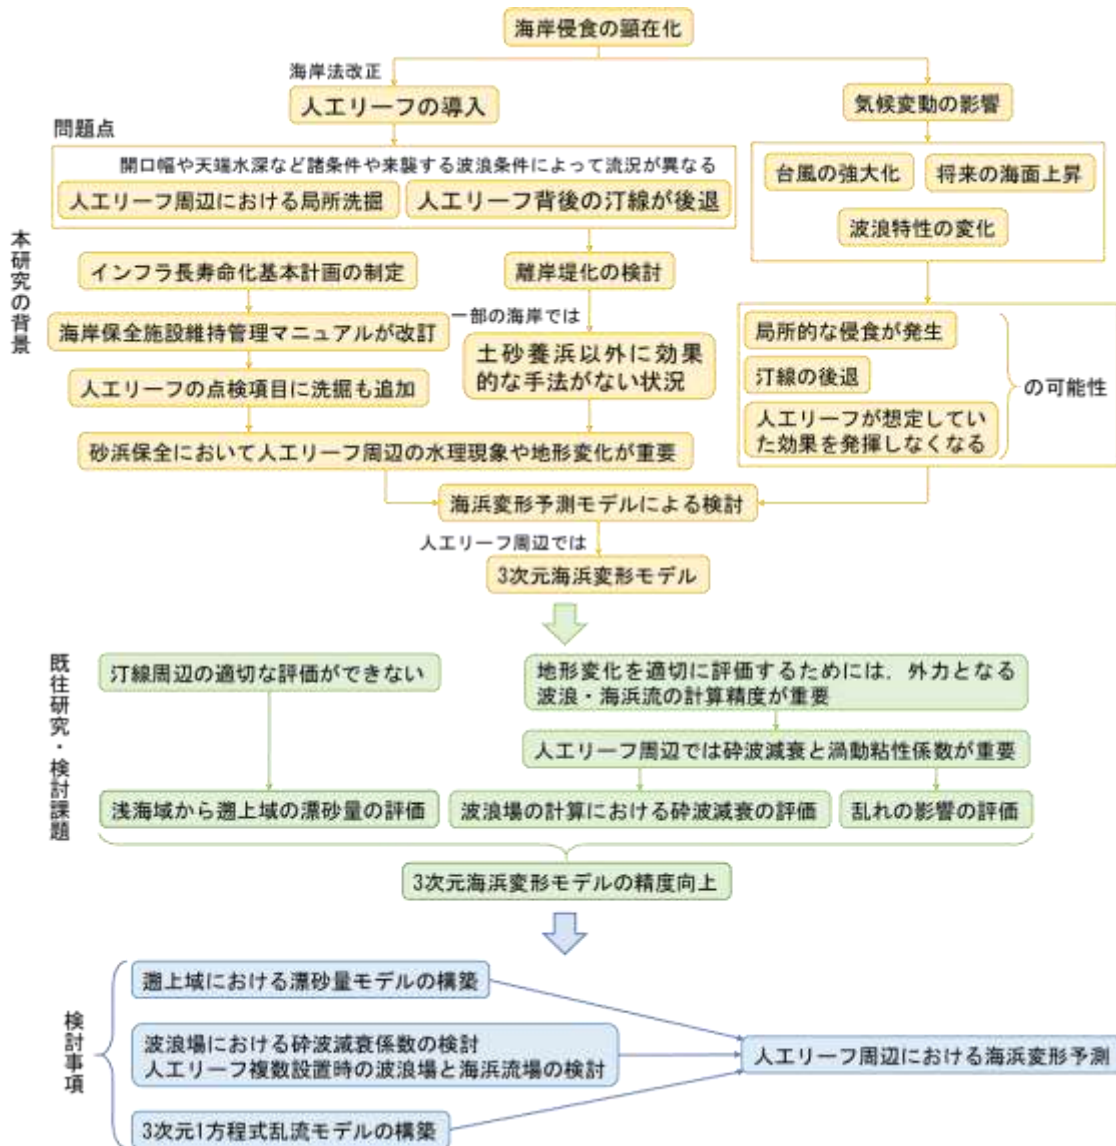 海岸侵食の顕在化
海岸法改正
人工リーフの導入
気候変動の影響
問題点
開口幅や天端水深など諸条件や来襲する波浪条件によって流況が異なる
人工リーフ周辺における局所洗掘
人工リーフ背後の汀線が後退
台風の強大化
将来の海面上昇
波浪特性の変化
本研究の背景
インフラ長寿命化基本計画の制定
離岸堤化の検討
海岸保全施設維持管理マニュアルが改訂
一部の海岸では
土砂養浜以外に効果
的な手法がない状況
人工リーフの点検項目に洗掘も追加
局所的な侵食が発生
汀線の後退
人工リーフが想定してい
た効果を発揮しなくなる
の可能性
砂浜保全において人工リーフ周辺の水理現象や地形変化が重要
海浜変形予測モデルによる検討
人工リーフ周辺では
3次元海浜変形モデル
既往研究・検討課題
汀線周辺の適切な評価ができない
地形変化を適切に評価するためには，外力となる
波浪・海浜流の計算精度が重要
人工リーフ周辺では砕波減衰と渦動粘性係数が重要
浅海域から遡上域の漂砂量の評価
波浪場の計算における砕波減衰の評価
乱れの影響の評価
3次元海浜変形モデルの精度向上
検討事項
遡上域における漂砂量モデルの構築
波浪場における砕波減衰係数の検討
人工リーフ複数設置時の波浪場と海浜流場の検討
3次元1方程式乱流モデルの構築
人工リーフ周辺における海浜変形予測